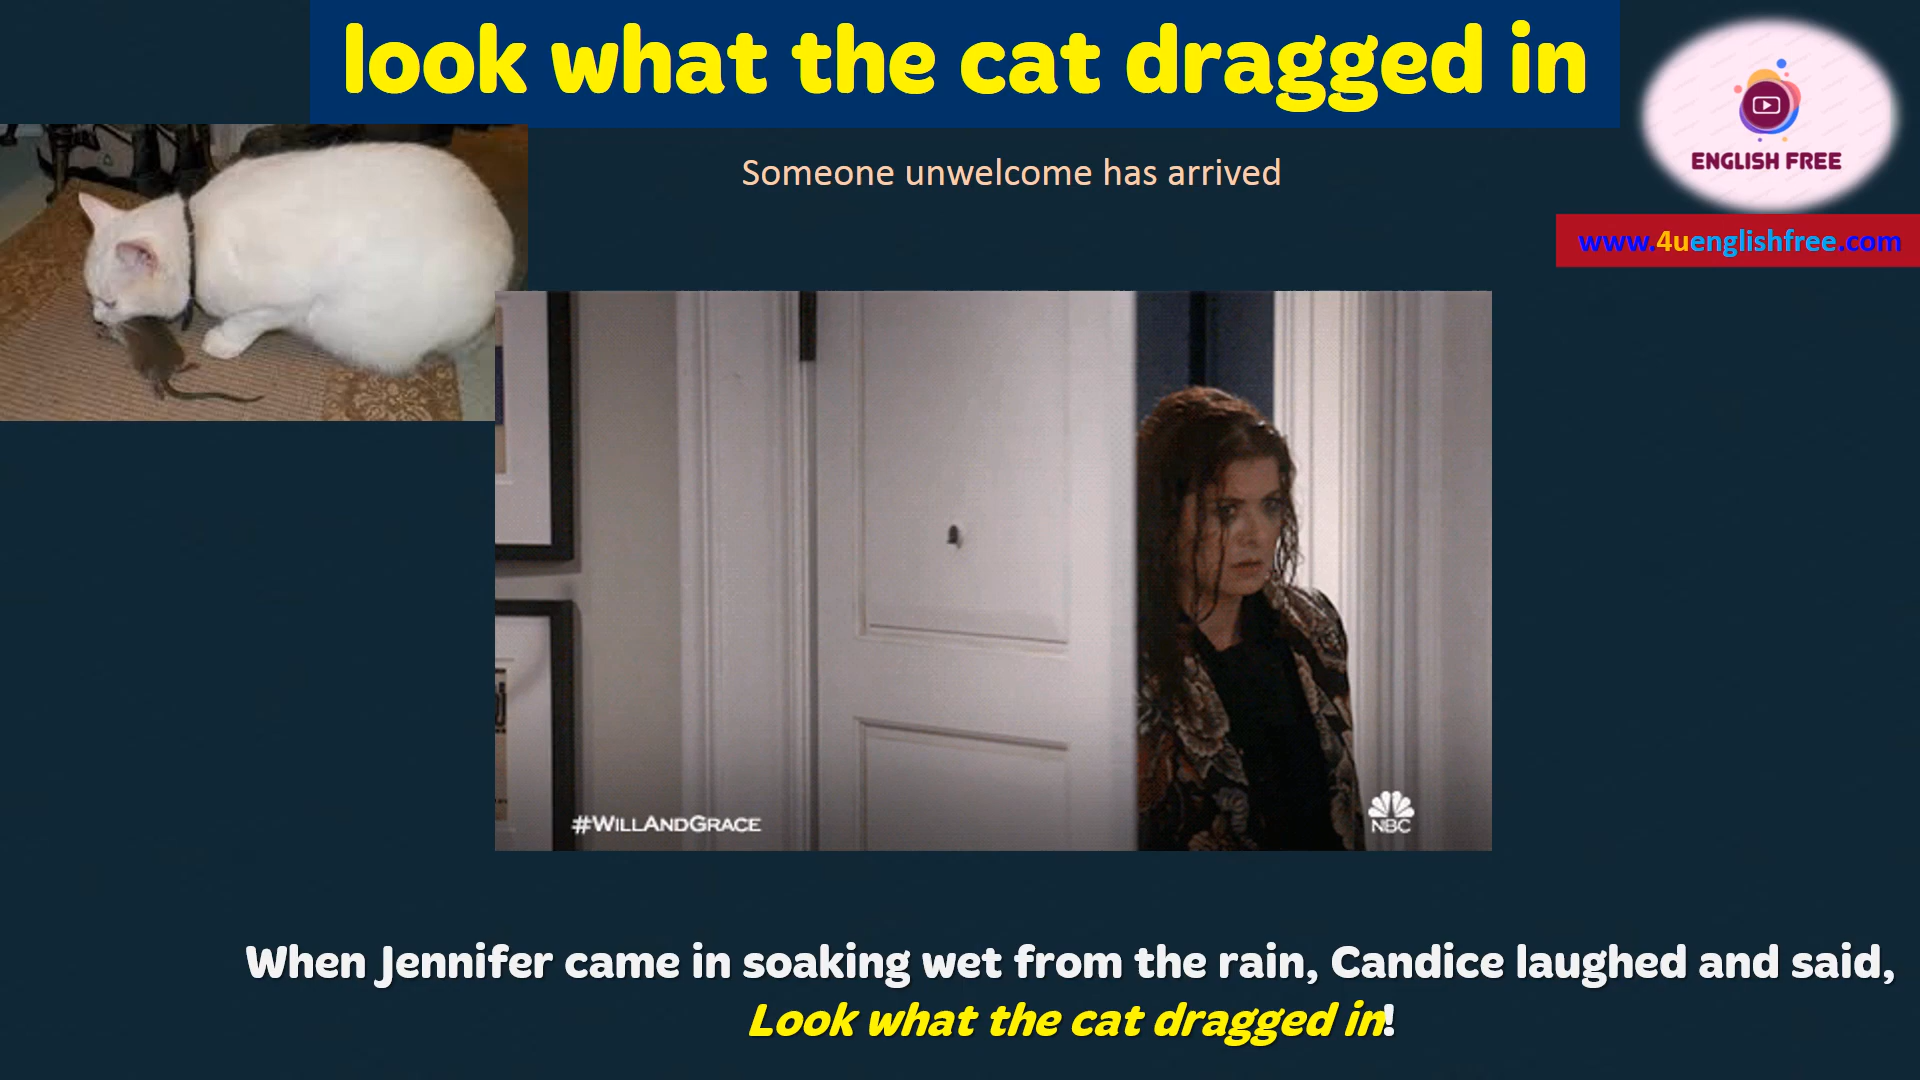 look what the cat dragged in
Someone unwelcome has arrived
ENGLISH FREE
www.4uenglishfree.com
#WILLANDGRACE
NBC
When Jennifer came in soaking wet from the rain, Candice laughed and said,
Look what the cat dragged in!